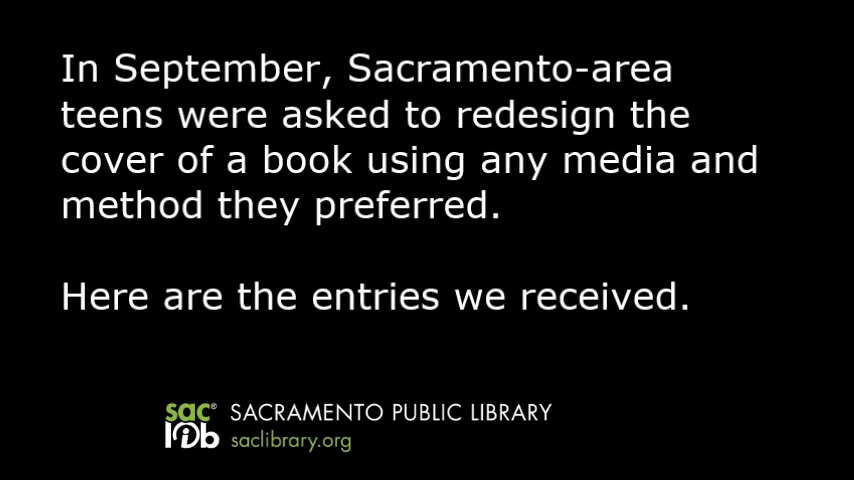 In September, Sacramento-area
teens were asked to redesign the
cover of a book using any media and
method they preferred.
Here are the entries we received.
sac® SACRAMENTO PUBLIC LIBRARY
lib saclibrary.org